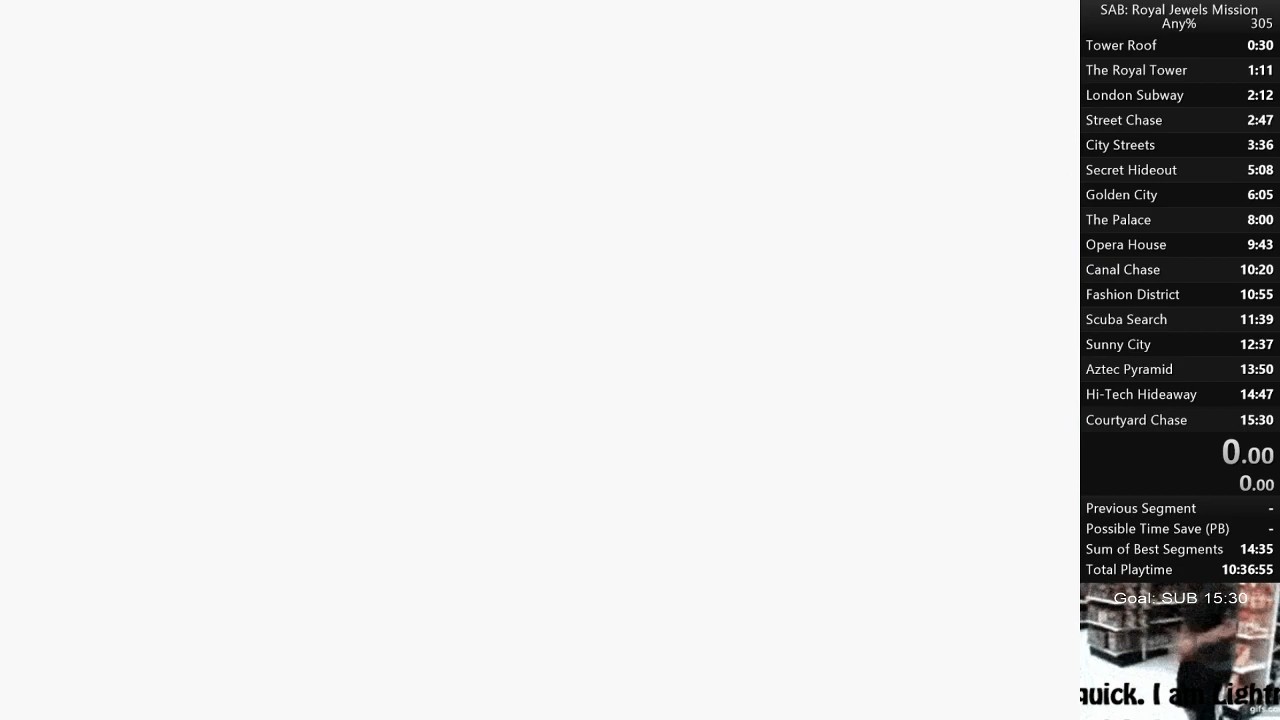 SAB: Royal Jewels Mission
Any% 305
Tower Roof 0:30
The Royal Tower 1:11
London Subway 2:12
Street Chase 2:47
City Streets 3:36
Secret Hideout 5:08
Golden City 6:05
The Palace 8:00
Opera House 9:43
Canal Chase 10:20
Fashion District 10:55
Scuba Search 11:39
Sunny City 12:37
Aztec Pyramid 13:50
Hi-Tech Hideaway 14:47
Courtyard Chase 15:30
0.00
0.00
Previous Segment -
Possible Time Save (PB) -
Sum of Best Segments 14:35
Total Playtime 10:36:55
Goal: SUB 15:30
quick. I am Lightn